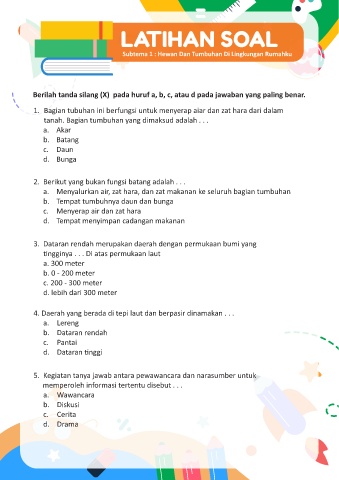 LATIHAN SOAL
Subtema 1 : Hewan Dan Tumbuhan Di Lingkungan Rumahku
Berilah tanda silang (X) pada huruf a, b, c, atau d pada jawaban yang paling benar.
1. Bagian tubuhan ini berfungsi untuk menyerap aiar dan zat hara dari dalam
tanah. Bagian tumbuhan yang dimaksud adalah . . .
a. Akar
b. Batang
c. Daun
d. Bunga
2. Berikut yang bukan fungsi batang adalah . . .
a. Menyalurkan air, zat hara, dan zat makanan ke seluruh bagian tumbuhan
b. Tempat tumbuhnya daun dan bunga
c. Menyerap air dan zat hara
d. Tempat menyimpan cadangan makanan
3. Dataran rendah merupakan daerah dengan permukaan bumi yang
tingginya . . . Di atas permukaan laut
a. 300 meter
b. 0 - 200 meter
c. 200 - 300 meter
d. lebih dari 300 meter
4. Daerah yang berada di tepi laut dan berpasir dinamakan . . .
a. Lereng
b. Dataran rendah
c. Pantai
d. Dataran tinggi
5. Kegiatan tanya jawab antara pewawancara dan narasumber untuk
memperoleh informasi tertentu disebut . . .
a. Wawancara
b. Diskusi
c. Cerita
d. Drama